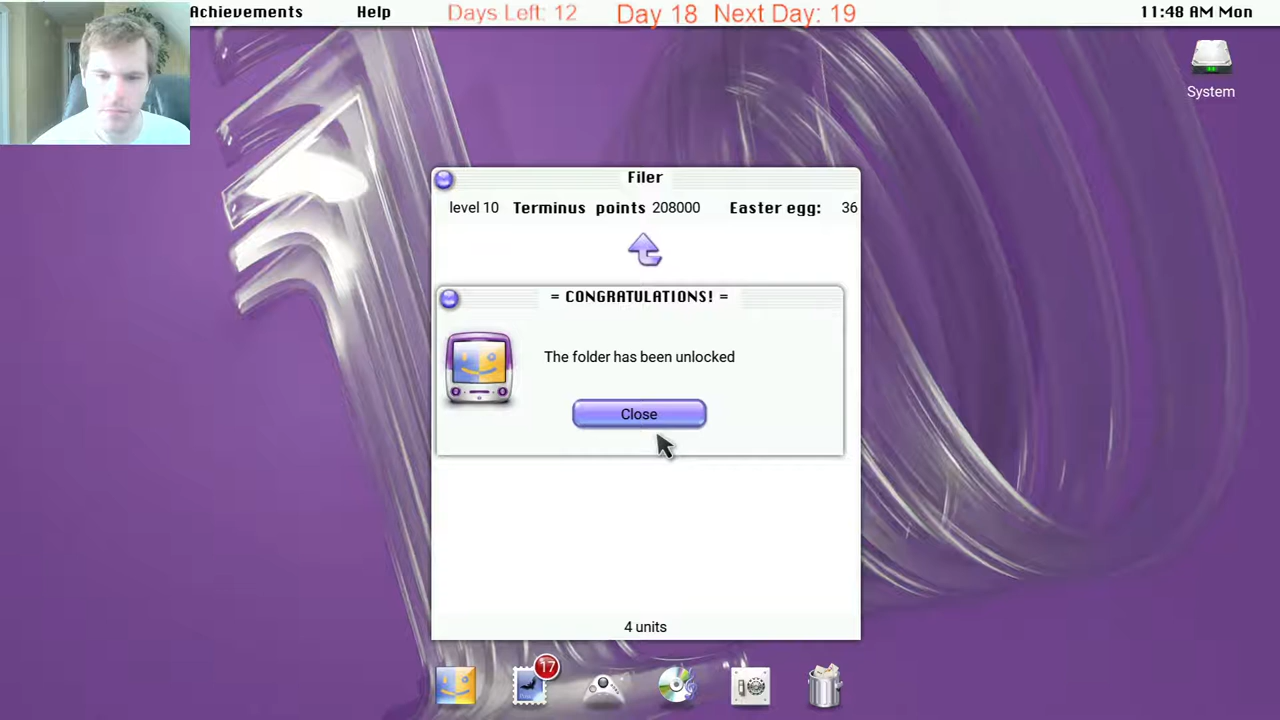 Achievements Help Days Left: 12 Day 18 Next Day: 19 11:48 AM Mon
System
Filer
level 10 Terminus points 208000 Easter egg: 36
= CONGRATULATIONS! =
The folder has been unlocked
Close
4 units
17